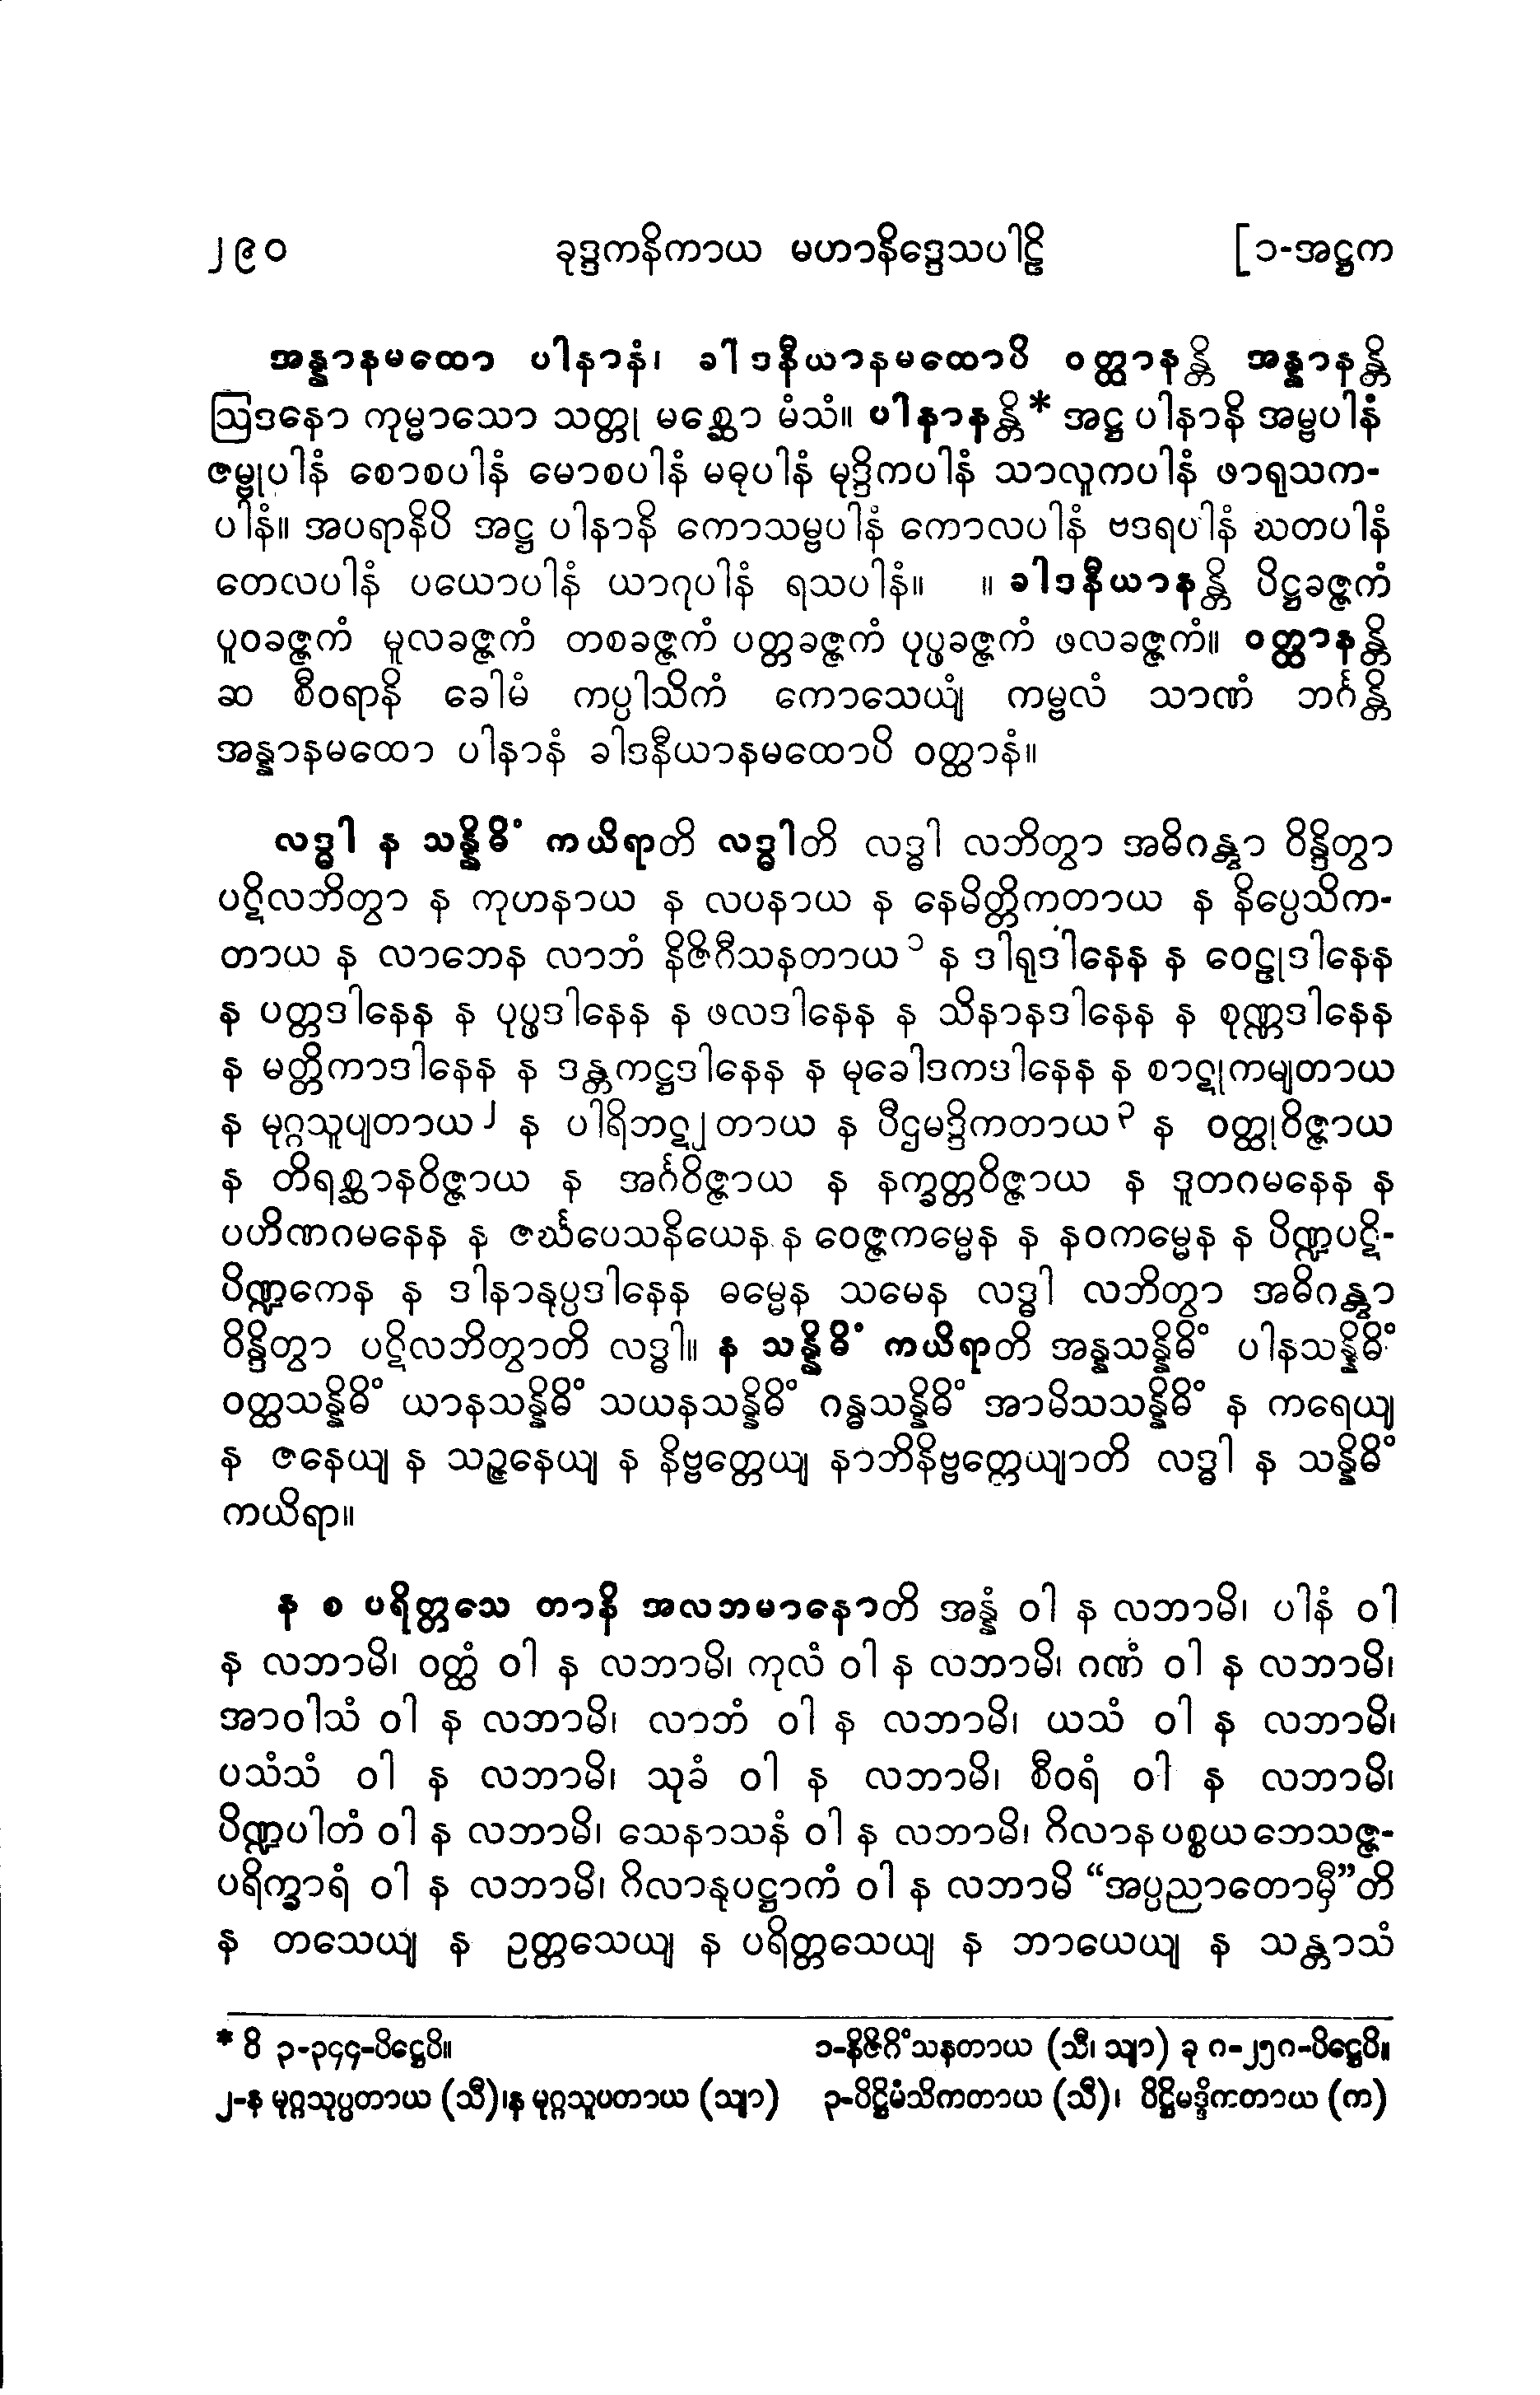 ၂၉၀ ခုဒ္ဒကနိကာယ မဟာနိဒ္ဒေသပါဠိ [၁-အဋ္ဌက
အန္နာနမထော ပါနာနံ၊ ခါဒနီယာနမထောပိ ဝတ္ထာနန္တိ အန္နာနန္တိ
ဩဒနော ကုမ္မာသော သတ္တု မစ္ဆော မံသံ။ ပါနာနန္တိ* အဋ္ဌ ပါနာနိ အမ္ဗပါနံ
ဇမ္ဗုပါနံ စောစပါနံ မောစပါနံ မဓုပါနံ မုဒ္ဒိကပါနံ သာလူကပါနံ ဖာရုသက-
ပါနံ။ အပရာနိပိ အဋ္ဌ ပါနာနိ ကောသမ္ဗပါနံ ကောလပါနံ ဗဒရပါနံ ဃတပါနံ
တေလပါနံ ပယောပါနံ ယာဂုပါနံ ရသပါနံ။ ။ ခါဒနီယာနန္တိ ပိဋ္ဌခဇ္ဇကံ
ပူဝခဇ္ဇကံ မူလခဇ္ဇကံ တစခဇ္ဇကံ ပတ္တခဇ္ဇကံ ပုပ္ဖခဇ္ဇကံ ဖလခဇ္ဇကံ။ ဝတ္ထာနန္တိ
ဆ စီဝရာနိ ခေါမံ ကပ္ပါသိကံ ကောသေယျံ ကမ္ဗလံ သာဏံ ဘင်္ဂန္တိ
အန္နာနမထော ပါနာနံ ခါဒနီယာနမထောပိ ဝတ္ထာနံ။
လဒ္ဓါ န သန္နိဓိံ ကယိရာတိ လဒ္ဓါတိ လဒ္ဓါ လဘိတွာ အဓိဂန္တွာ ဝိန္ဒိတွာ
ပဋိလဘိတွာ န ကုဟနာယ န လပနာယ န နေမိတ္တိကတာယ န နိပ္ပေသိက-
တာယ န လာဘေန လာဘံ နိဇိဂီသနတာယ၁ န ဒါရုဒါနေန န ဝေဠုဒါနေန
န ပတ္တဒါနေန န ပုပ္ဖဒါနေန န ဖလဒါနေန န သိနာနဒါနေန န စုဏ္ဏဒါနေန
န မတ္တိကာဒါနေန န ဒန္တကဋ္ဌဒါနေန န မုခေါဒကဒါနေန န စာဋုကမျတာယ
န မုဂ္ဂသူပျတာယ၂ န ပါရိဘဋျတာယ န ပီဌမဒ္ဒိကတာယ၃ န ဝတ္ထုဝိဇ္ဇာယ
န တိရစ္ဆာနဝိဇ္ဇာယ န အင်္ဂဝိဇ္ဇာယ န နက္ခတ္တဝိဇ္ဇာယ န ဒူတဂမနေန န
ပဟိဏဂမနေန န ဇင်္ဃပေသနိယေန န ဝေဇ္ဇကမ္မေန န နဝကမ္မေန န ပိဏ္ဍပဋိ-
ပိဏ္ဍကေန န ဒါနာနုပ္ပဒါနေန ဓမ္မေန သမေန လဒ္ဓါ လဘိတွာ အဓိဂန္တွာ
ဝိန္ဒိတွာ ပဋိလဘိတွာတိ လဒ္ဓါ။ န သန္နိဓိံ ကယိရာတိ အန္နသန္နိဓိံ ပါနသန္နိဓိံ
ဝတ္ထသန္နိဓိံ ယာနသန္နိဓိံ သယနသန္နိဓိံ ဂန္ဓသန္နိဓိံ အာမိသသန္နိဓိံ န ကရေယျ
န ဇနေယျ န သဉ္ဇနေယျ န နိဗ္ဗတ္တေယျ နာဘိနိဗ္ဗတ္တေယျာတိ လဒ္ဓါ န သန္နိဓိံ
ကယိရာ။
န စ ပရိတ္တသေ တာနိ အလဘမာနောတိ အန္နံ ဝါ န လဘာမိ၊ ပါနံ ဝါ
န လဘာမိ၊ ဝတ္ထံ ဝါ န လဘာမိ၊ ကုလံ ဝါ န လဘာမိ၊ ဂဏံ ဝါ န လဘာမိ၊
အာဝါသံ ဝါ န လဘာမိ၊ လာဘံ ဝါ န လဘာမိ၊ ယသံ ဝါ န လဘာမိ၊
ပသံသံ ဝါ န လဘာမိ၊ သုခံ ဝါ န လဘာမိ၊ စီဝရံ ဝါ န လဘာမိ၊
ပိဏ္ဍပါတံ ဝါ န လဘာမိ၊ သေနာသနံ ဝါ န လဘာမိ၊ ဂိလာနပစ္စယဘေသဇ္ဇ-
ပရိက္ခာရံ ဝါ န လဘာမိ၊ ဂိလာနုပဋ္ဌာကံ ဝါ န လဘာမိ “အပ္ပညာတောမှီ”တိ
န တသေယျ န ဥတ္တသေယျ န ပရိတ္တသေယျ န ဘာယေယျ န သန္တာသံ
* ဝိ ၃-၃၄၄-ပိဋ္ဌေပိ။ ၁-နိဇိဂိံသနတာယ (သီ၊ သျာ) ခု ၈-၂၅၈-ပိဋ္ဌေပိ။
၂-န မုဂ္ဂသုပ္ပတာယ (သီ)၊န မုဂ္ဂသူပတာယ (သျာ) ၃-ပိဋ္ဌိမံသိကတာယ (သီ)၊ ပိဋ္ဌိမဒ္ဒိကတာယ (က)